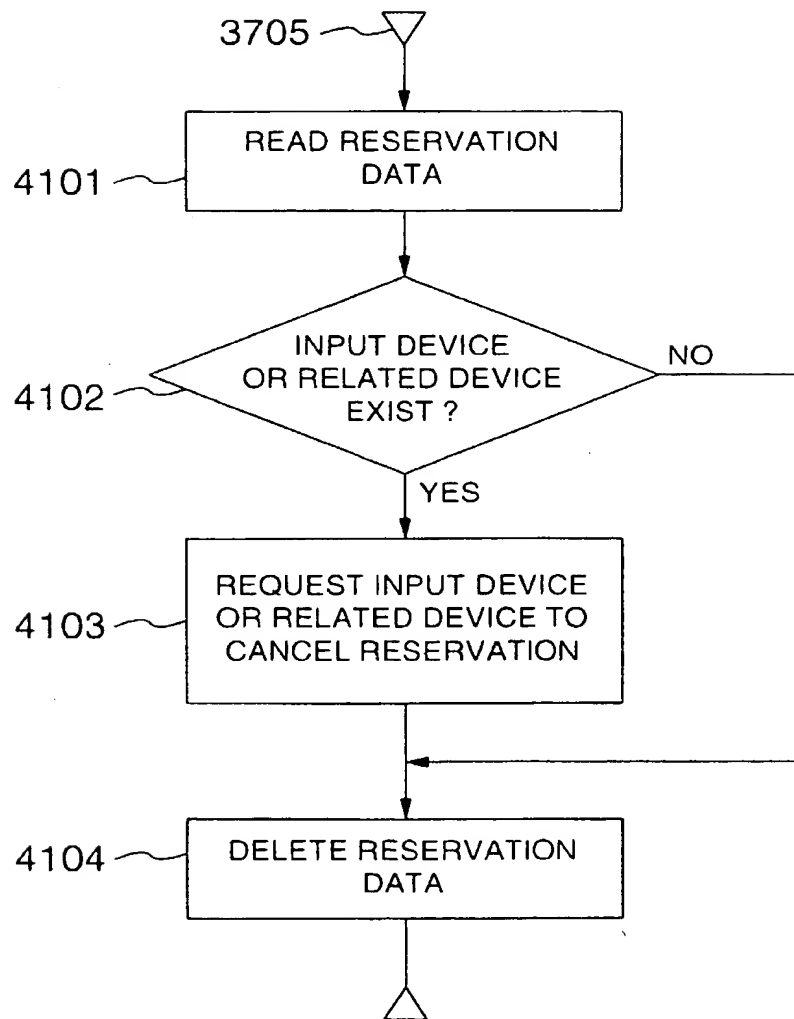 3705
READ RESERVATION
DATA
4101
INPUT DEVICE
OR RELATED DEVICE
EXIST ?
NO
4102
YES
REQUEST INPUT DEVICE
OR RELATED DEVICE TO
CANCEL RESERVATION
4103
DELETE RESERVATION
DATA
4104